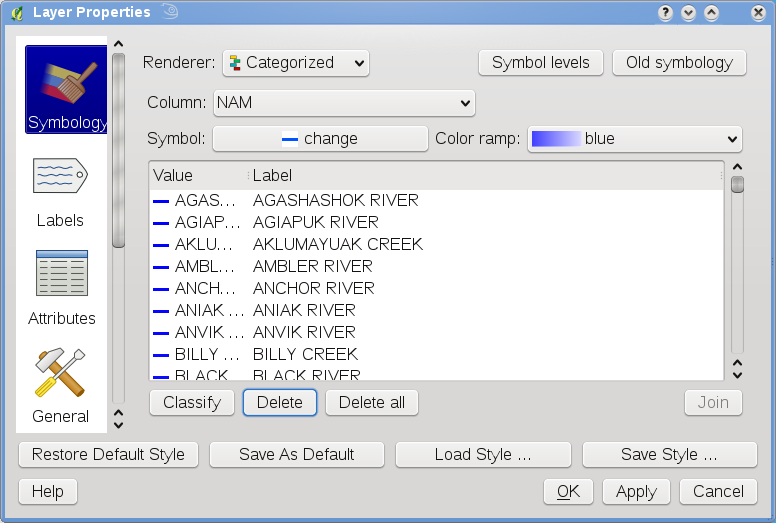 Layer Properties
Renderer: Categorized Symbol levels Old symbology
Column: NAM
Symbol: change Color ramp: blue
Symbology
Labels
Attributes
General
Value Label
AGAS... AGASHASHOK RIVER
AGIAP... AGIAPUK RIVER
AKLU... AKLUMAYUAK CREEK
AMBL... AMBLER RIVER
ANCH... ANCHOR RIVER
ANIAK ... ANIAK RIVER
ANVIK ... ANVIK RIVER
BILLY ... BILLY CREEK
BLACK BLACK RIVER
Classify Delete Delete all Join
Restore Default Style Save As Default Load Style ... Save Style ...
Help OK Apply Cancel